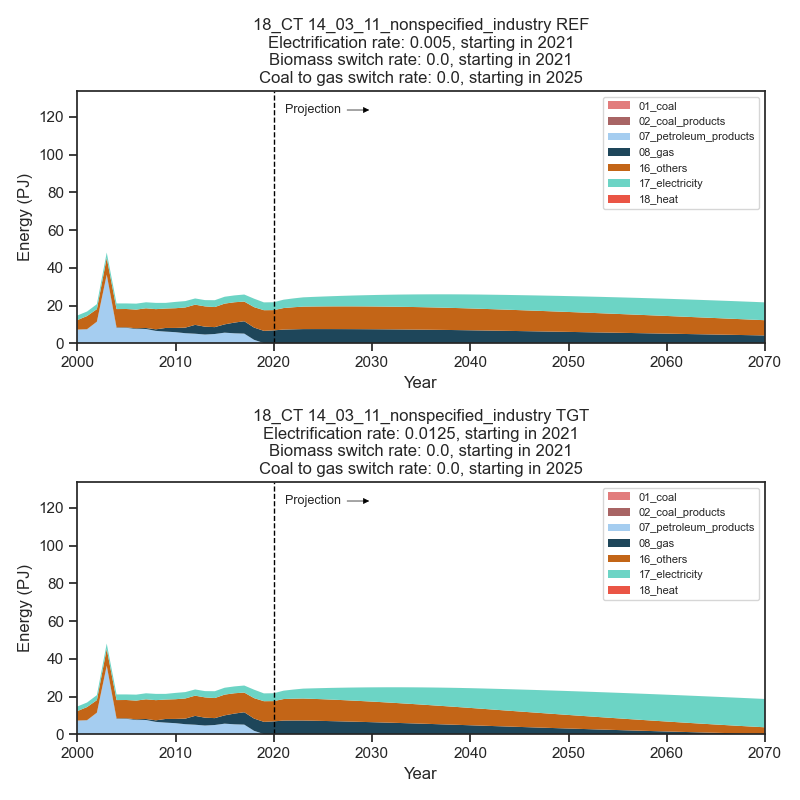 18_CT 14_03_11_nonspecified_industry REF
Electrification rate: 0.005, starting in 2021
Biomass switch rate: 0.0, starting in 2021
Coal to gas switch rate: 0.0, starting in 2025
Projection
01_coal
02_coal_products
07_petroleum_products
08_gas
16_others
17_electricity
18_heat
Energy (PJ)
120
100
80
60
40
20
0
2000 2010 2020 2030 2040 2050 2060 2070
Year
18_CT 14_03_11_nonspecified_industry TGT
Electrification rate: 0.0125, starting in 2021
Biomass switch rate: 0.0, starting in 2021
Coal to gas switch rate: 0.0, starting in 2025
Projection
01_coal
02_coal_products
07_petroleum_products
08_gas
16_others
17_electricity
18_heat
Energy (PJ)
120
100
80
60
40
20
0
2000 2010 2020 2030 2040 2050 2060 2070
Year